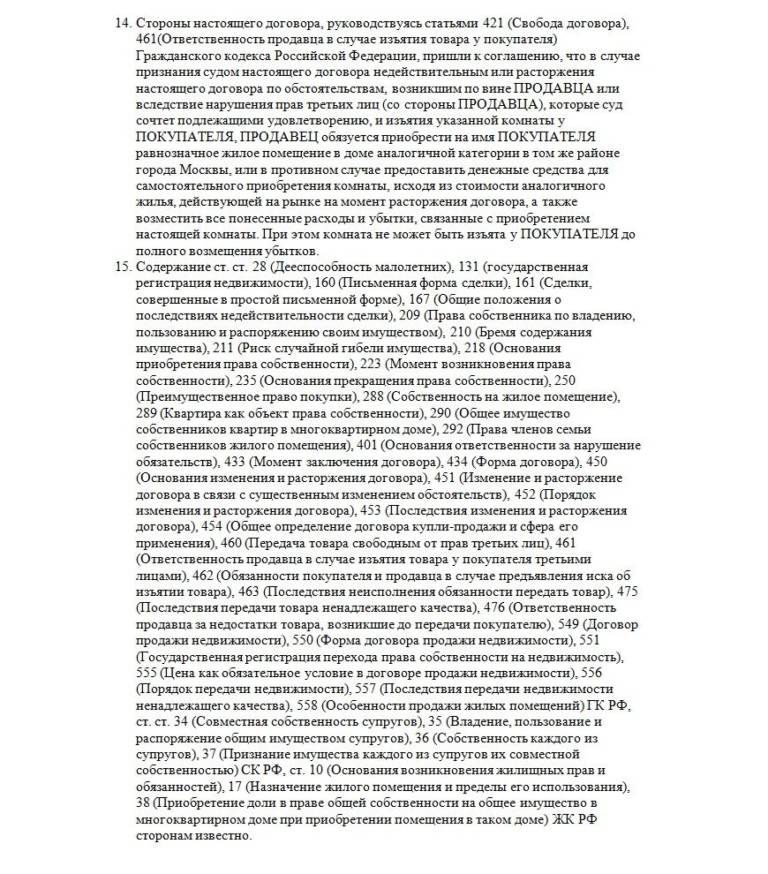 14. Стороны настоящего договора, руководствуясь статьями 421 (Свобода договора),
461(Ответственность продавца в случае изъятия товара у покупателя)
Гражданского кодекса Российской Федерации, пришли к соглашению, что в случае
признания судом настоящего договора недействительным или расторжения
настоящего договора по обстоятельствам, возникшим по вине ПРОДАВЦА или
вследствие нарушения прав третьих лиц (со стороны ПРОДАВЦА), которые суд
сочтет подлежащими удовлетворению, и изъятия указанной комнаты у
ПОКУПАТЕЛЯ, ПРОДАВЕЦ обязуется приобрести на имя ПОКУПАТЕЛЯ
равнозначное жилое помещение в доме аналогичной категории в том же районе
города Москвы, или в противном случае предоставить денежные средства для
самостоятельного приобретения комнаты, исходя из стоимости аналогичного
жилья, действующей на рынке на момент расторжения договора, а также
возместить все понесенные расходы и убытки, связанные с приобретением
настоящей комнаты. При этом комната не может быть изъята у ПОКУПАТЕЛЯ до
полного возмещения убытков.
15. Содержание ст. ст. 28 (Дееспособность малолетних), 131 (государственная
регистрация недвижимости), 160 (Письменная форма сделки), 161 (Сделки,
совершенные в простой письменной форме), 167 (Общие положения о
последствиях недействительности сделки), 209 (Права собственника по владению,
пользованию и распоряжению своим имуществом), 210 (Бремя содержания
имущества), 211 (Риск случайной гибели имущества), 218 (Основания
приобретения права собственности), 223 (Момент возникновения права
собственности), 235 (Основания прекращения права собственности), 250
(Преимущественное право покупки), 288 (Собственность на жилое помещение),
289 (Квартира как объект права собственности), 290 (Общее имущество
собственников квартир в многоквартирном доме), 292 (Права членов семьи
собственников жилого помещения), 401 (Основания ответственности за нарушение
обязательств), 433 (Момент заключения договора), 434 (Форма договора), 450
(Основания изменения и расторжения договора), 451 (Изменение и расторжение
договора в связи с существенным изменением обстоятельств), 452 (Порядок
изменения и расторжения договора), 453 (Последствия изменения и расторжения
договора), 454 (Общее определение договора купли-продажи и сфера его
применения), 460 (Передача товара свободным от прав третьих лиц), 461
(Ответственность продавца в случае изъятия товара у покупателя третьими
лицами), 462 (Обязанности покупателя и продавца в случае предъявления иска об
изъятии товара), 463 (Последствия неисполнения обязанности передать товар), 475
(Последствия передачи товара ненадлежащего качества), 476 (Ответственность
продавца за недостатки товара, возникшие до передачи покупателю), 549 (Договор
продажи недвижимости), 550 (Форма договора продажи недвижимости), 551
(Государственная регистрация перехода права собственности на недвижимость),
555 (Цена как обязательное условие в договоре продажи недвижимости), 556
(Порядок передачи недвижимости), 557 (Последствия передачи недвижимости
ненадлежащего качества), 558 (Особенности продажи жилых помещений) ГК РФ,
ст. ст. 34 (Совместная собственность супругов), 35 (Владение, пользование и
распоряжение общим имуществом супругов), 36 (Собственность каждого из
супругов), 37 (Признание имущества каждого из супругов их совместной
собственностью) СК РФ, ст. 10 (Основания возникновения жилищных прав и
обязанностей), 17 (Назначение жилого помещения и пределы его использования),
38 (Приобретение доли в праве общей собственности на общее имущество в
многоквартирном доме при приобретении помещения в таком доме) ЖК РФ
сторонам известно.